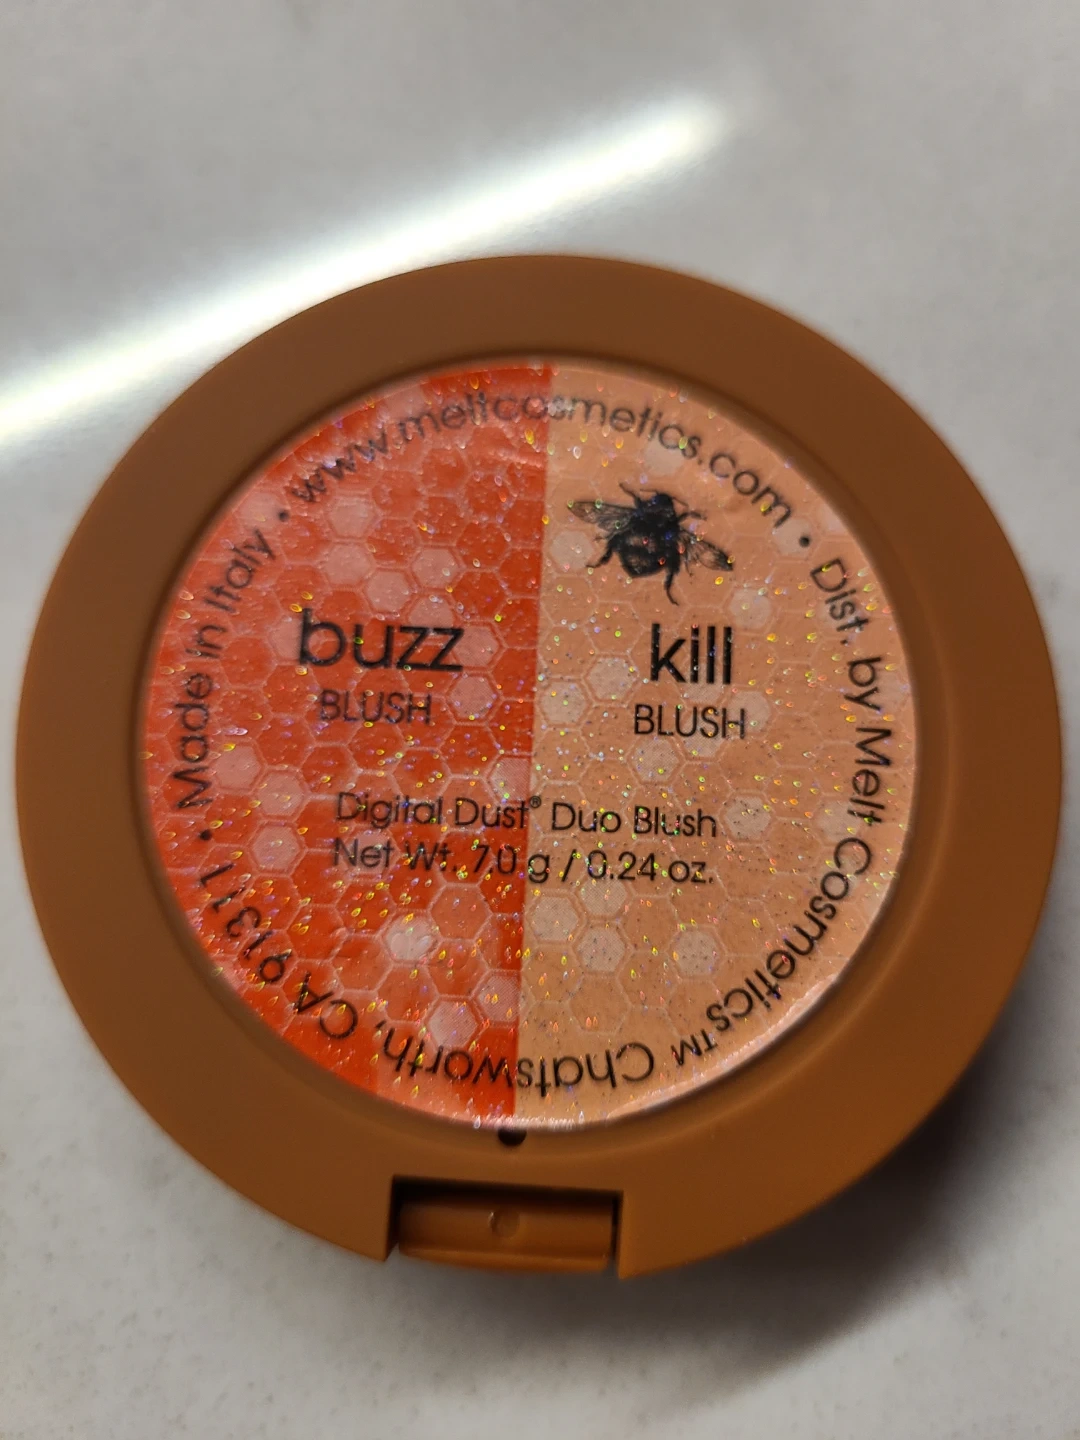 www.meltcosmetics.com • Dist. by Melt Cosmetics™ Chatsworth, CA 91311 • Made in Italy •
buzz
BLUSH
kill
BLUSH
Digital Dust® Duo Blush
Net Wt. 7.0 g / 0.24 oz.